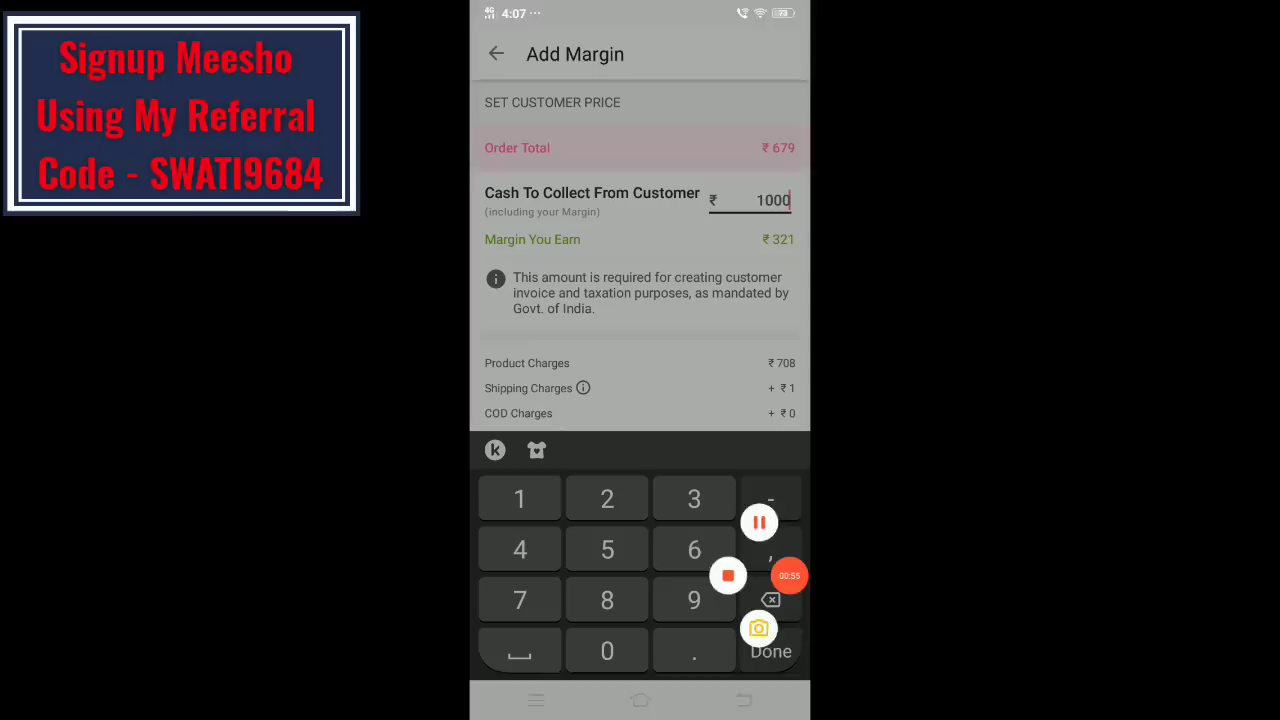 Signup Meesho
Using My Referral
Code - SWATI9684
4G 4:07 ... 72
Add Margin
SET CUSTOMER PRICE
Order Total ₹ 679
Cash To Collect From Customer ₹ 1000
(including your Margin)
Margin You Earn ₹ 321
This amount is required for creating customer
invoice and taxation purposes, as mandated by
Govt. of India.
Product Charges ₹ 708
Shipping Charges + ₹ 1
COD Charges + ₹ 0
k
1 2 3 -
4 5 6 ,
00:55
7 8 9
0 . Done